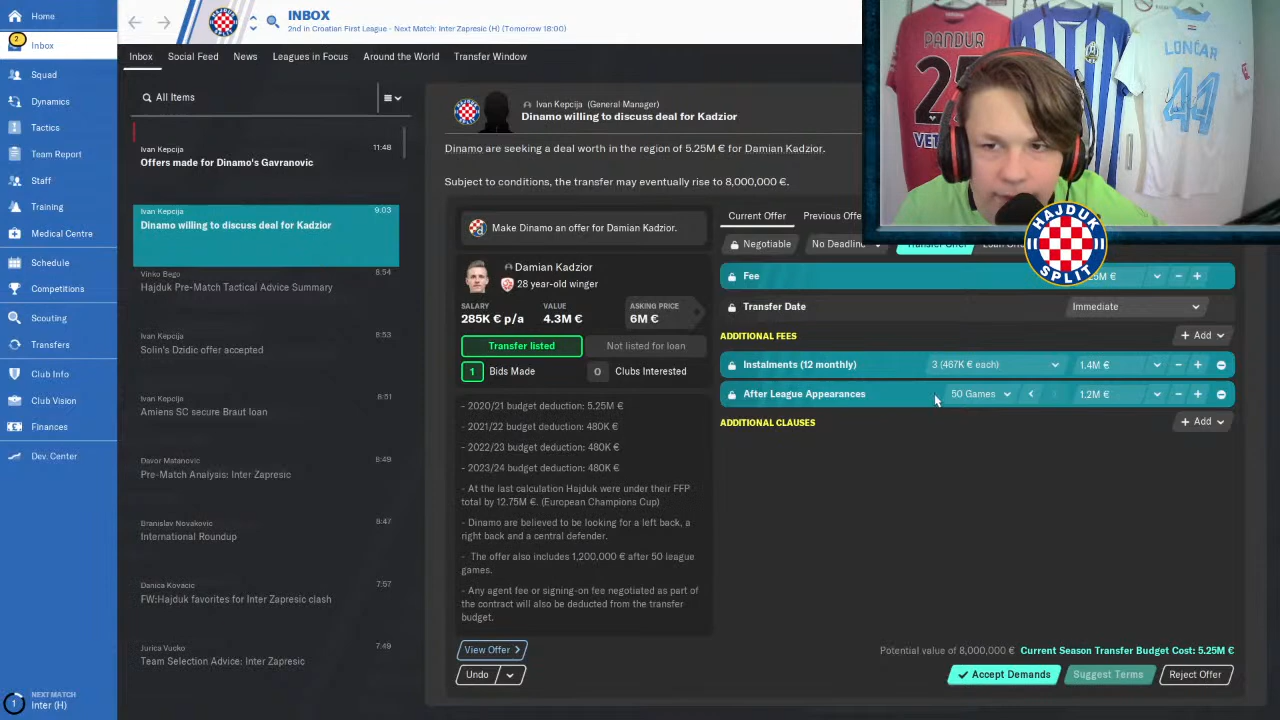 Home
2
Inbox
Squad
Dynamics
Tactics
Team Report
Staff
Training
Medical Centre
Schedule
Competitions
Scouting
Transfers
Club Info
Club Vision
Finances
Dev. Center
1
NEXT MATCH
Inter (H)
INBOX
2nd in Croatian First League - Next Match: Inter Zapresic (H) (Tomorrow 18:00)
Inbox
Social Feed
News
Leagues in Focus
Around the World
Transfer Window
All Items
Ivan Kepcija
11:48
Offers made for Dinamo's Gavranovic
Ivan Kepcija
9:03
Dinamo willing to discuss deal for Kadzior
Vinko Bego
8:54
Hajduk Pre-Match Tactical Advice Summary
Ivan Kepcija
8:53
Solin's Dzidic offer accepted
Ivan Kepcija
8:51
Amiens SC secure Braut loan
Davor Matanovic
8:49
Pre-Match Analysis: Inter Zapresic
Branislav Novakovic
8:47
International Roundup
Danica Kovacic
7:57
FW:Hajduk favorites for Inter Zapresic clash
Jurica Vucko
7:49
Team Selection Advice: Inter Zapresic
Ivan Kepcija (General Manager)
Dinamo willing to discuss deal for Kadzior
Dinamo are seeking a deal worth in the region of 5.25M € for Damian Kadzior.
Subject to conditions, the transfer may eventually rise to 8,000,000 €.
Make Dinamo an offer for Damian Kadzior.
Damian Kadzior
28 year-old winger
SALARY
285K € p/a
VALUE
4.3M €
ASKING PRICE
6M €
Transfer listed
Not listed for loan
1 Bids Made
0 Clubs Interested
- 2020/21 budget deduction: 5.25M €
- 2021/22 budget deduction: 480K €
- 2022/23 budget deduction: 480K €
- 2023/24 budget deduction: 480K €
- At the last calculation Hajduk were under their FFP
total by 12.75M €. (European Champions Cup)
- Dinamo are believed to be looking for a left back, a
right back and a central defender.
- The offer also includes 1,200,000 € after 50 league
games.
- Any agent fee or signing-on fee negotiated as part of
the contract will also be deducted from the transfer
budget.
View Offer
Undo
Current Offer
Previous Offe
Negotiable
No Deadline
Transfer Offer
Fee
Transfer Date
Immediate
ADDITIONAL FEES
+ Add
Instalments (12 monthly)
3 (467K € each)
1.4M €
After League Appearances
50 Games
1.2M €
ADDITIONAL CLAUSES
+ Add
Potential value of 8,000,000 € Current Season Transfer Budget Cost: 5.25M €
Accept Demands
Suggest Terms
Reject Offer
PANDUR
LONČAR
44
HAJDUK
SPLIT